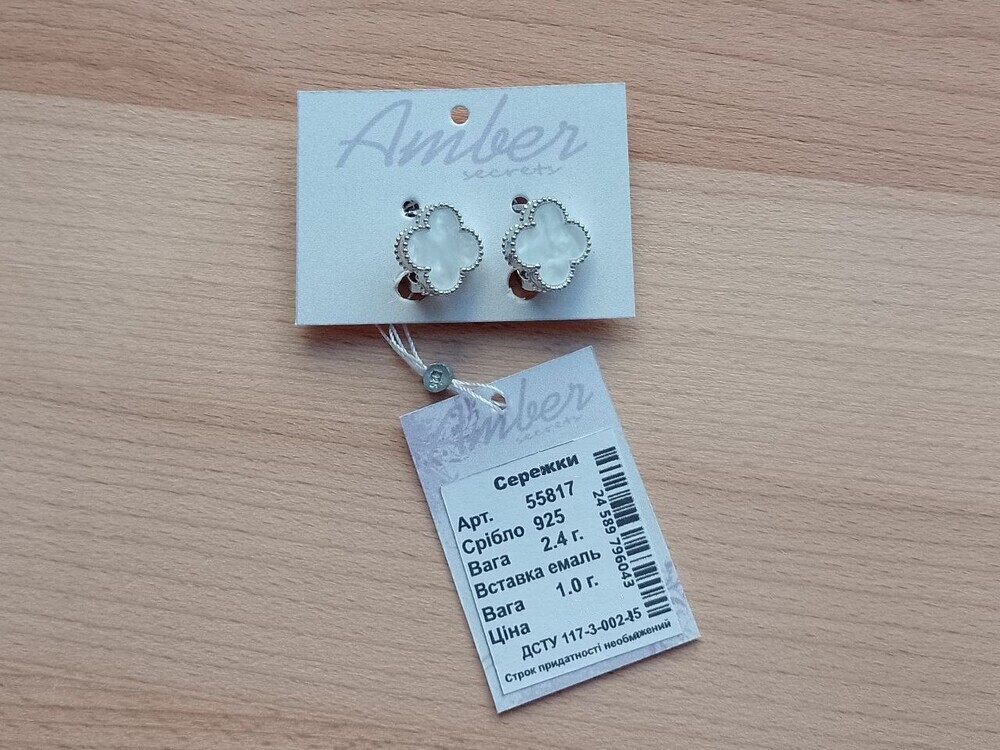 Amber
secrets
Amber
secrets
Сережки
Арт. 55817
Срібло 925
Вага 2.4 г.
Вставка емаль
Вага 1.0 г.
Ціна
ДСТУ 117-3-002-15
Строк придатності необмжений
24 589 796043